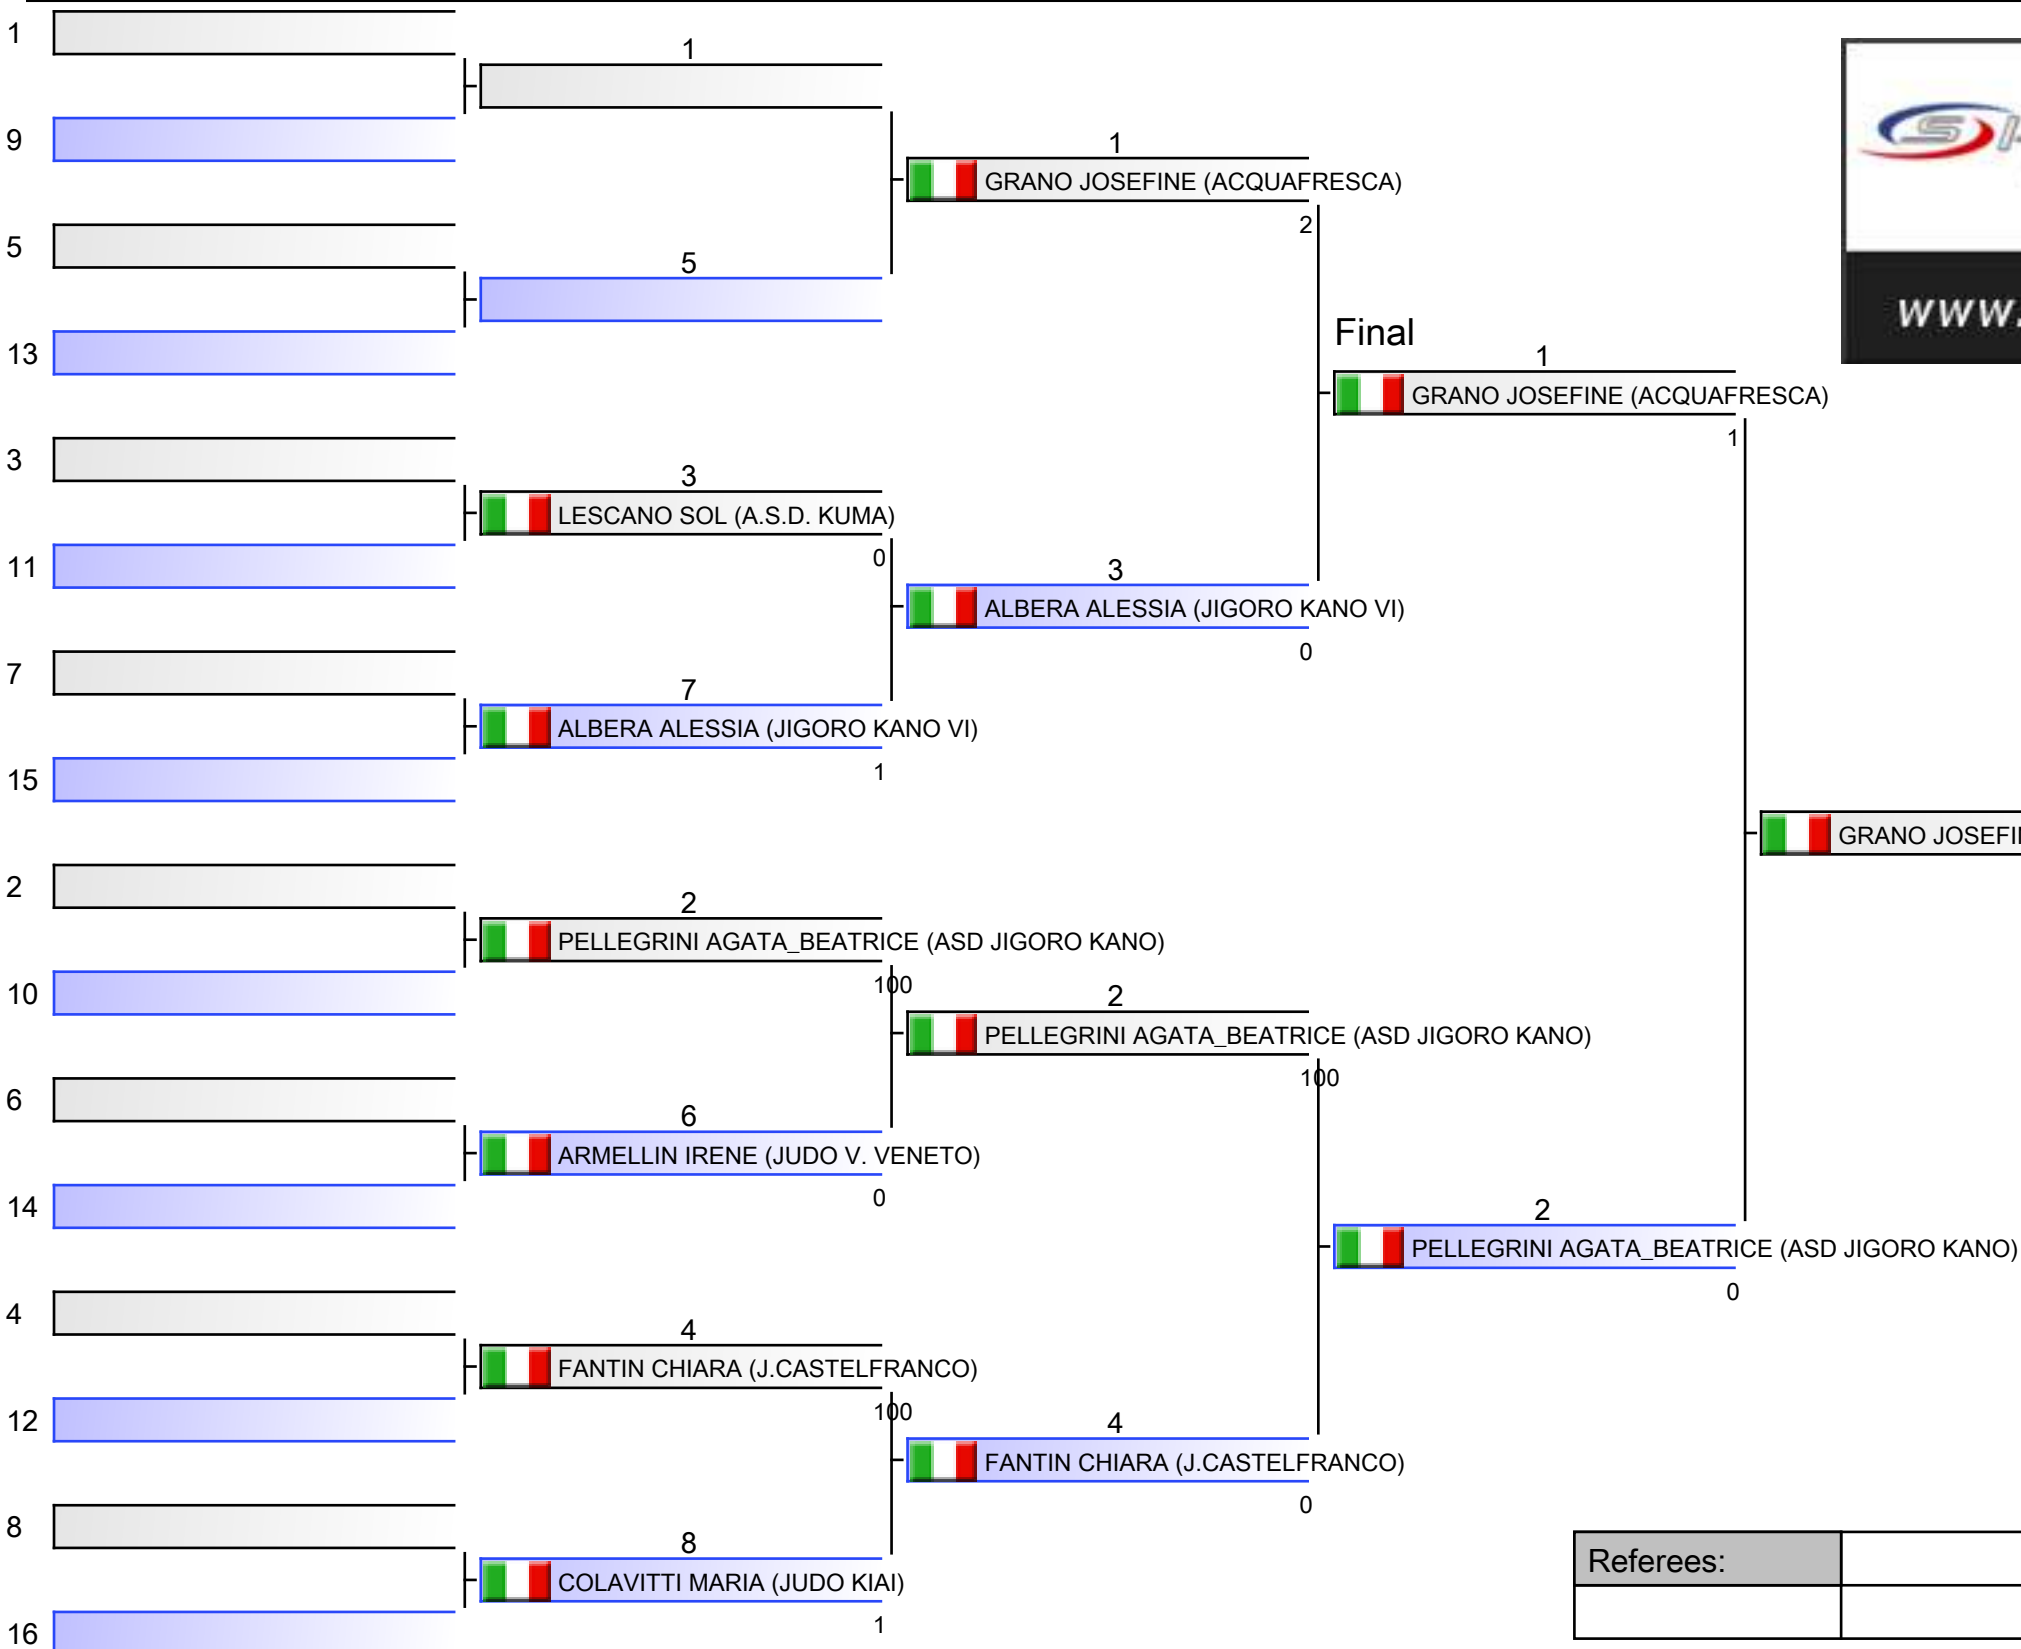 1
1
9
1
GRANO JOSEFINE (ACQUAFRESCA)
2
5
5
13
Final
1
GRANO JOSEFINE (ACQUAFRESCA)
1
www.
3
3
LESCANO SOL (A.S.D. KUMA)
0
11
3
ALBERA ALESSIA (JIGORO KANO VI)
0
7
7
ALBERA ALESSIA (JIGORO KANO VI)
1
15
GRANO JOSEFI
2
2
PELLEGRINI AGATA_BEATRICE (ASD JIGORO KANO)
100
10
2
PELLEGRINI AGATA_BEATRICE (ASD JIGORO KANO)
100
6
6
ARMELLIN IRENE (JUDO V. VENETO)
0
14
2
PELLEGRINI AGATA_BEATRICE (ASD JIGORO KANO)
0
4
4
FANTIN CHIARA (J.CASTELFRANCO)
100
12
4
FANTIN CHIARA (J.CASTELFRANCO)
0
8
8
COLAVITTI MARIA (JUDO KIAI)
1
16
Referees: